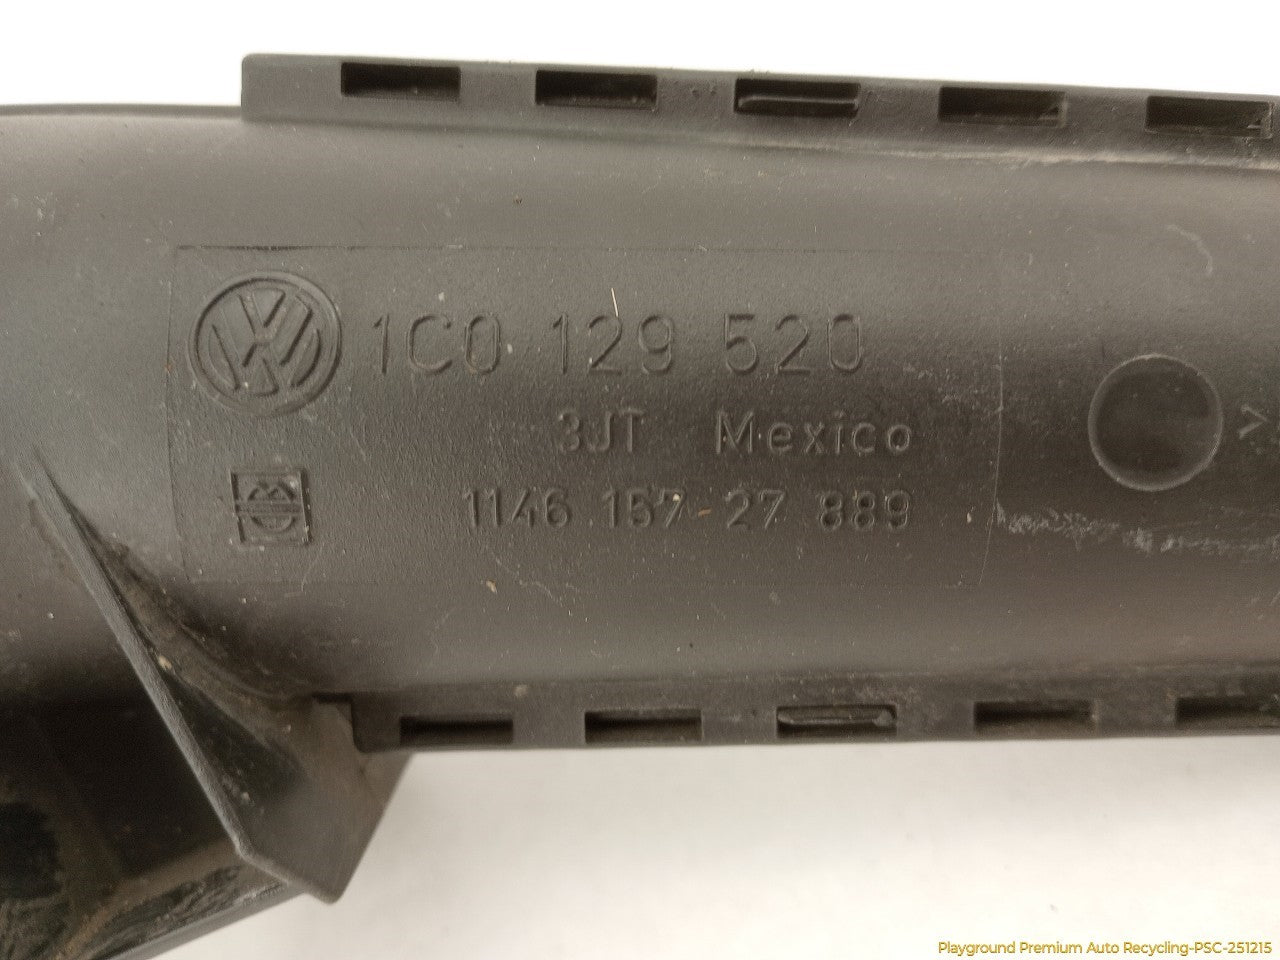 1C0 129 520
3JT Mexico
1146 157-27 889
V
Playground Premium Auto Recycling-PSC-251215